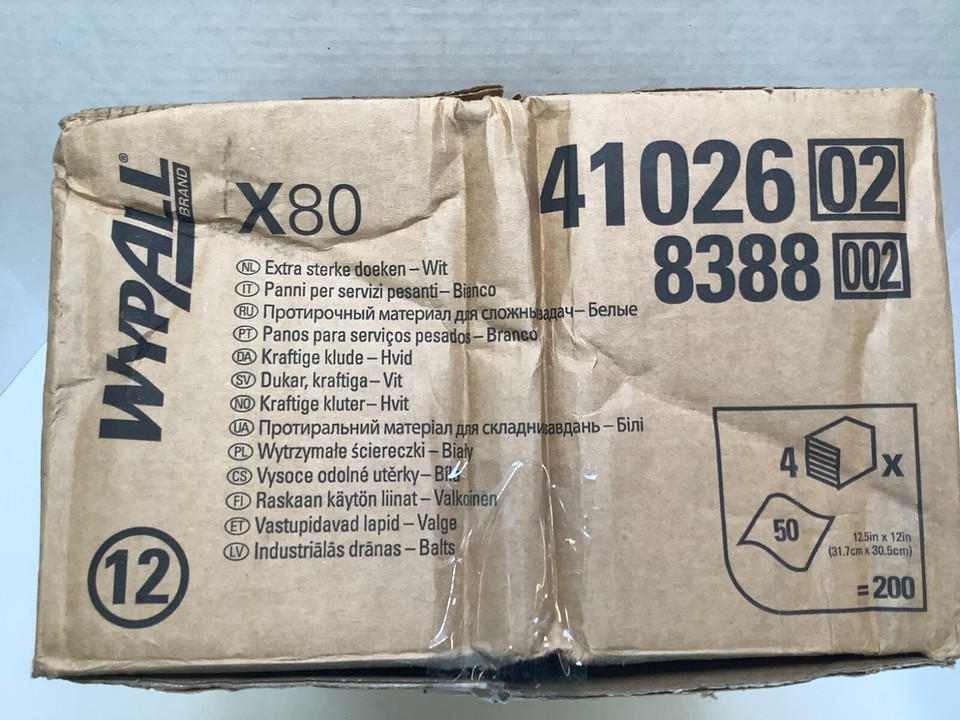 WYPALL®
BRAND
X80
41026 02
8388 002
NL Extra sterke doeken – Wit
IT Panni per servizi pesanti – Bianco
RU Протирочный материал для сложны задач – Белые
PT Panos para serviços pesados – Branco
DA Kraftige klude – Hvid
SV Dukar, kraftiga – Vit
NO Kraftige kluter – Hvit
UA Протиральний матеріал для складни авдань – Білі
PL Wytrzymałe ściereczki – Biały
CS Vysoce odolné utěrky –
FI Raskaan käytön liinat – Valkoinen
ET Vastupidavad lapid – Valge
LV Industriālās drānas – Balts
12
4 x
50
12.5in x 12in
(31.7cm x 30.5cm)
= 200